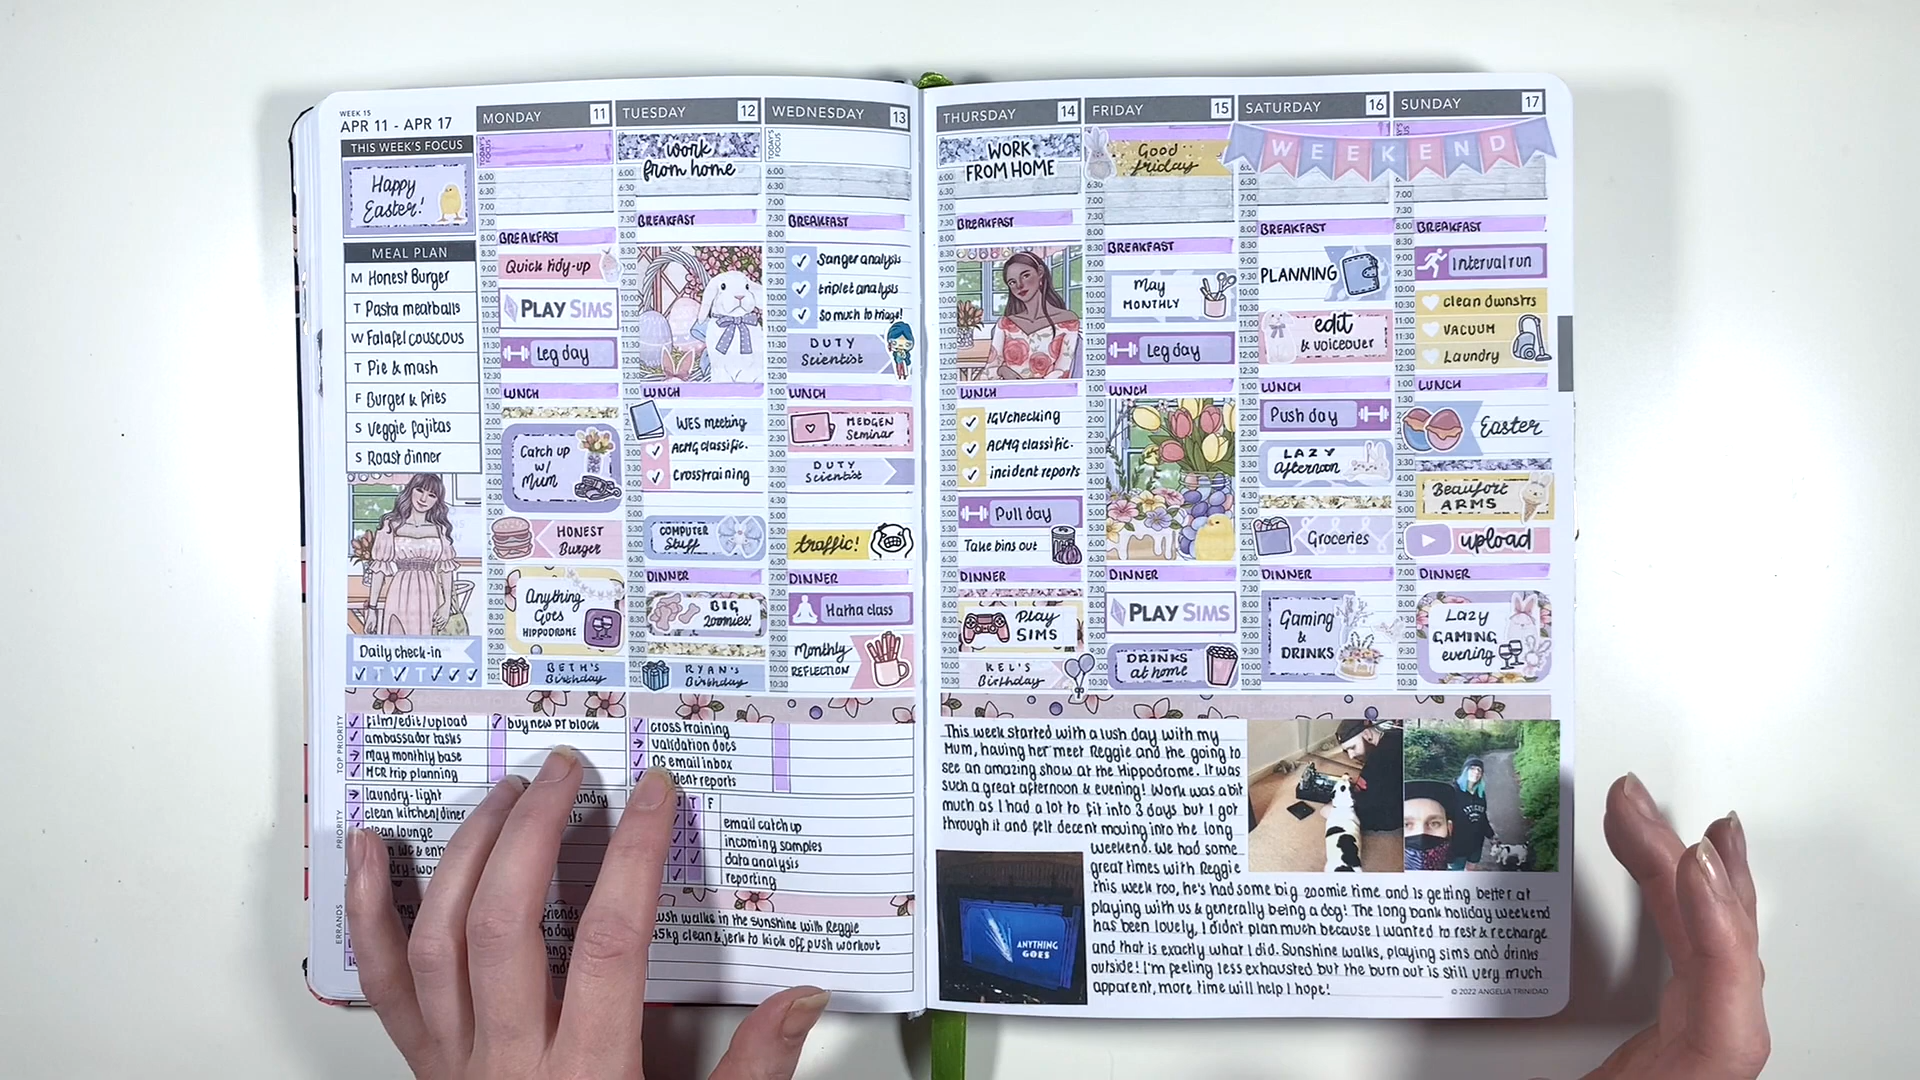 WEEK 15
APR 11 - APR 17
THIS WEEK'S FOCUS
Happy
Easter!
MEAL PLAN
M Honest Burger
T Pasta meatballs
W Falafel couscous
T Pie & mash
F Burger & fries
S Veggie fajitas
S Roast dinner
Daily check-in
MONDAY 11
TODAY'S FOCUS
BREAKFAST
Quick tidy-up
PLAY SIMS
Leg day
LUNCH
Catch up
w/
Mum
HONEST
Burger
Anything
Goes
HIPPODROME
BETH'S
Birthday
TUESDAY 12
work
from home
BREAKFAST
LUNCH
WES meeting
ACMG classific.
Crosstraining
COMPUTER
Stuff
DINNER
BIG
Zoomies!
RYAN'S
Birthday
WEDNESDAY 13
TODAY'S FOCUS
BREAKFAST
Sanger analysis
triplet analysis
So much to triage!
DUTY
Scientist
LUNCH
MEDGEN
Seminar
DUTY
Scientist
traffic!
DINNER
Hatha class
Monthly
REFLECTION
THURSDAY 14
WORK
FROM HOME
BREAKFAST
LUNCH
IGV checking
ACMG classific.
incident reports
Pull day
Take bins out
DINNER
Play
SIMS
KEL'S
Birthday
FRIDAY 15
Good
friday
BREAKFAST
May
MONTHLY
Leg day
LUNCH
DINNER
PLAY SIMS
DRINKS
at home
SATURDAY 16
WEEKEND
BREAKFAST
PLANNING
edit
& voiceover
LUNCH
Push day
LAZY
Afternoon
Groceries
DINNER
Gaming
&
DRINKS
SUNDAY 17
BREAKFAST
Interval run
clean dwnstrs
VACUUM
Laundry
LUNCH
Easter
Beaufort
ARMS
upload
DINNER
Lazy
GAMING
evening
TOP PRIORITY
film/edit/upload
ambassador tasks
may monthly base
MCR trip planning
buy new PT block
cross training
validation docs
DS email inbox
reports
PRIORITY
laundry-light
clean kitchen/diner
clean lounge
T F
email catch up
incoming samples
data analysis
reporting
ERRANDS
walks in the sunshine with Reggie
45kg clean & jerk to kick off push workout
This week started with a lush day with my
Mum, having her meet Reggie and the going to
see an amazing show at the Hippodrome. It was
such a great afternoon & evening! Work was a bit
much as I had a lot to fit into 3 days but I got
through it and felt decent moving into the long
weekend. We had some
great times with Reggie
this week too, he's had some big zoomie time and is getting better at
playing with us & generally being a dog! The long bank holiday weekend
has been lovely, I didn't plan much because I wanted to rest & recharge
and that is exactly what I did. Sunshine walks, playing sims and drinks
outside! I'm feeling less exhausted but the burn out is still very much
apparent, more time will help I hope!
ANYTHING
GOES
© 2022 ANGELIA TRINIDAD